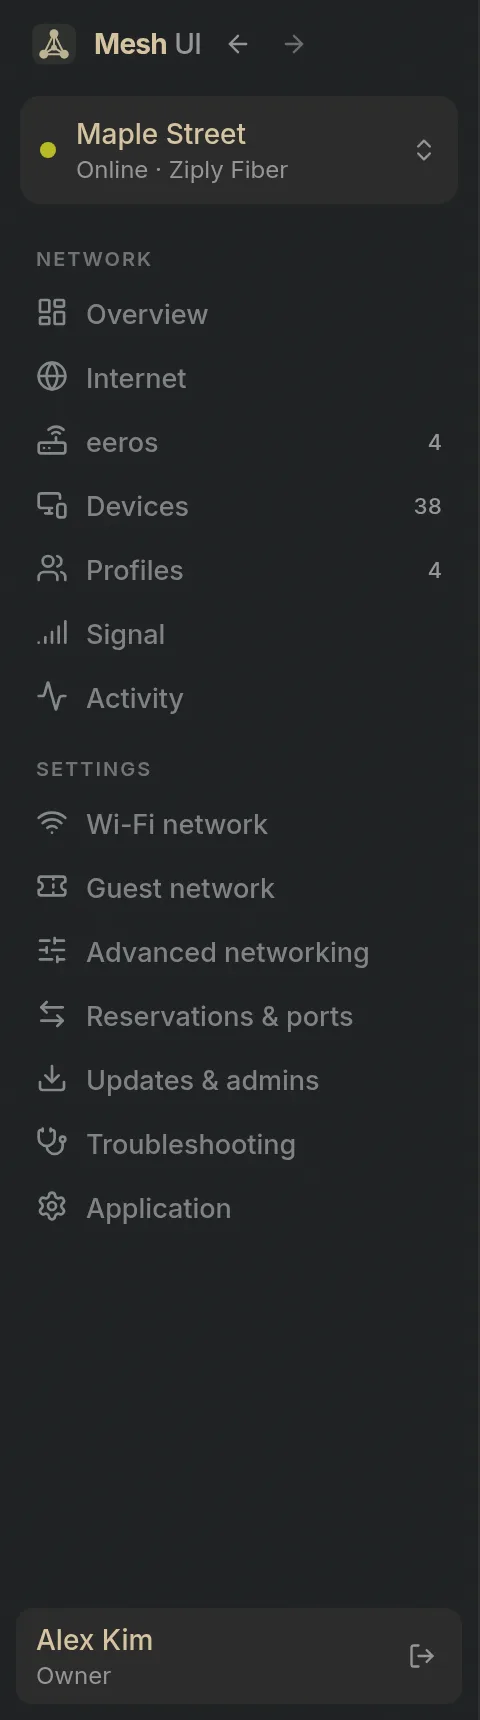 Mesh UI
Maple Street
Online · Ziply Fiber
NETWORK
Overview
Internet
eeros 4
Devices 38
Profiles 4
Signal
Activity
SETTINGS
Wi-Fi network
Guest network
Advanced networking
Reservations & ports
Updates & admins
Troubleshooting
Application
Alex Kim
Owner